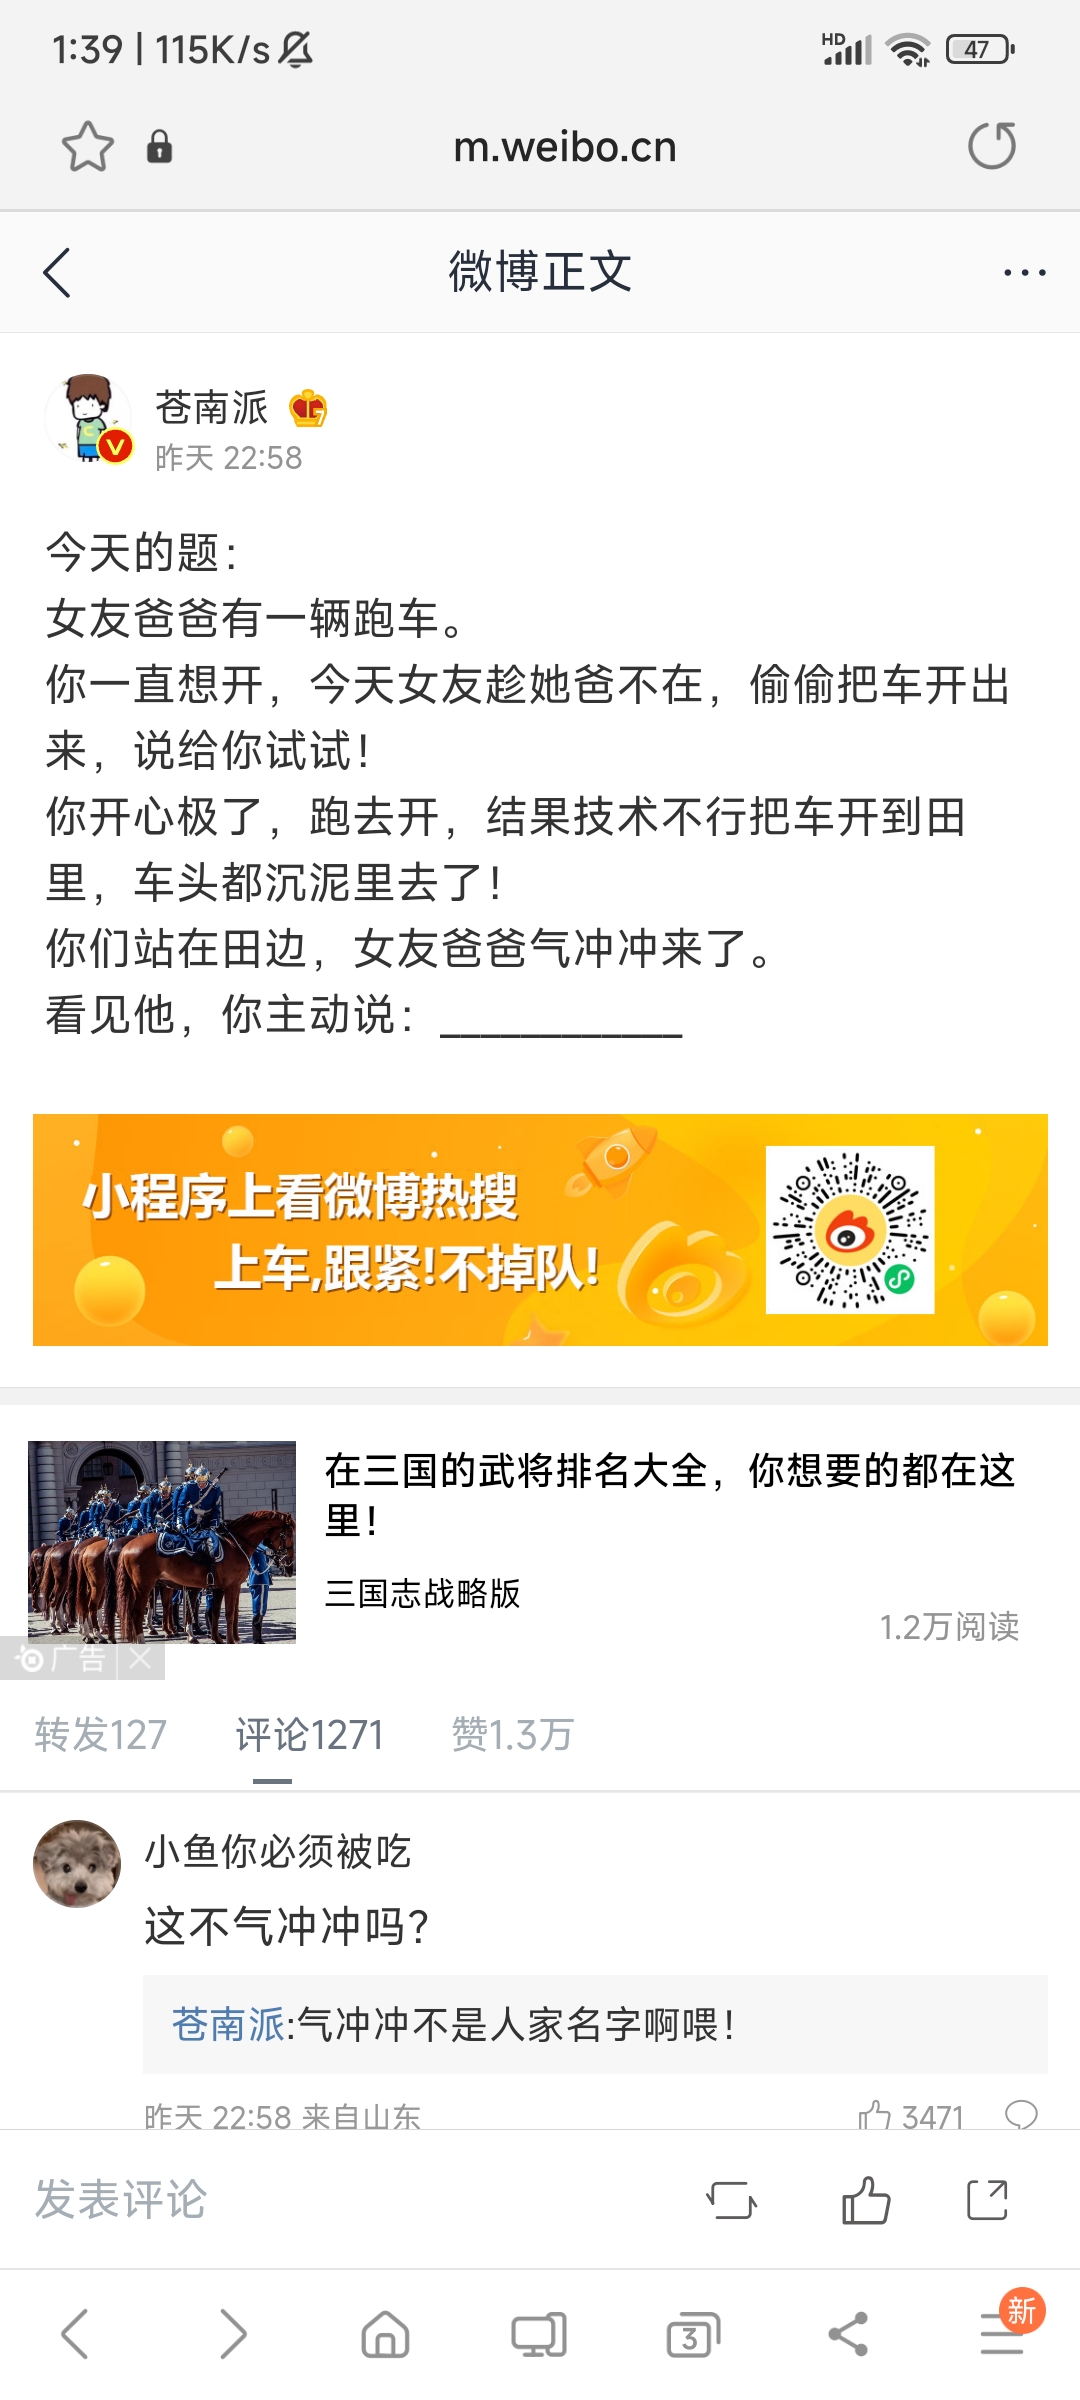 1:39 | 115K/s
HD
47
m.weibo.cn
微博正文
苍南派
昨天 22:58
今天的题：
女友爸爸有一辆跑车。
你一直想开，今天女友趁她爸不在，偷偷把车开出
来，说给你试试！
你开心极了，跑去开，结果技术不行把车开到田
里，车头都沉泥里去了！
你们站在田边，女友爸爸气冲冲来了。
看见他，你主动说：___________
小程序上看微博热搜
上车,跟紧!不掉队!
在三国的武将排名大全，你想要的都在这
里！
三国志战略版
1.2万阅读
广告
转发127 评论1271 赞1.3万
小鱼你必须被吃
这不气冲冲吗？
苍南派:气冲冲不是人家名字啊喂！
昨天 22:58 来自山东
3471
发表评论
3
新